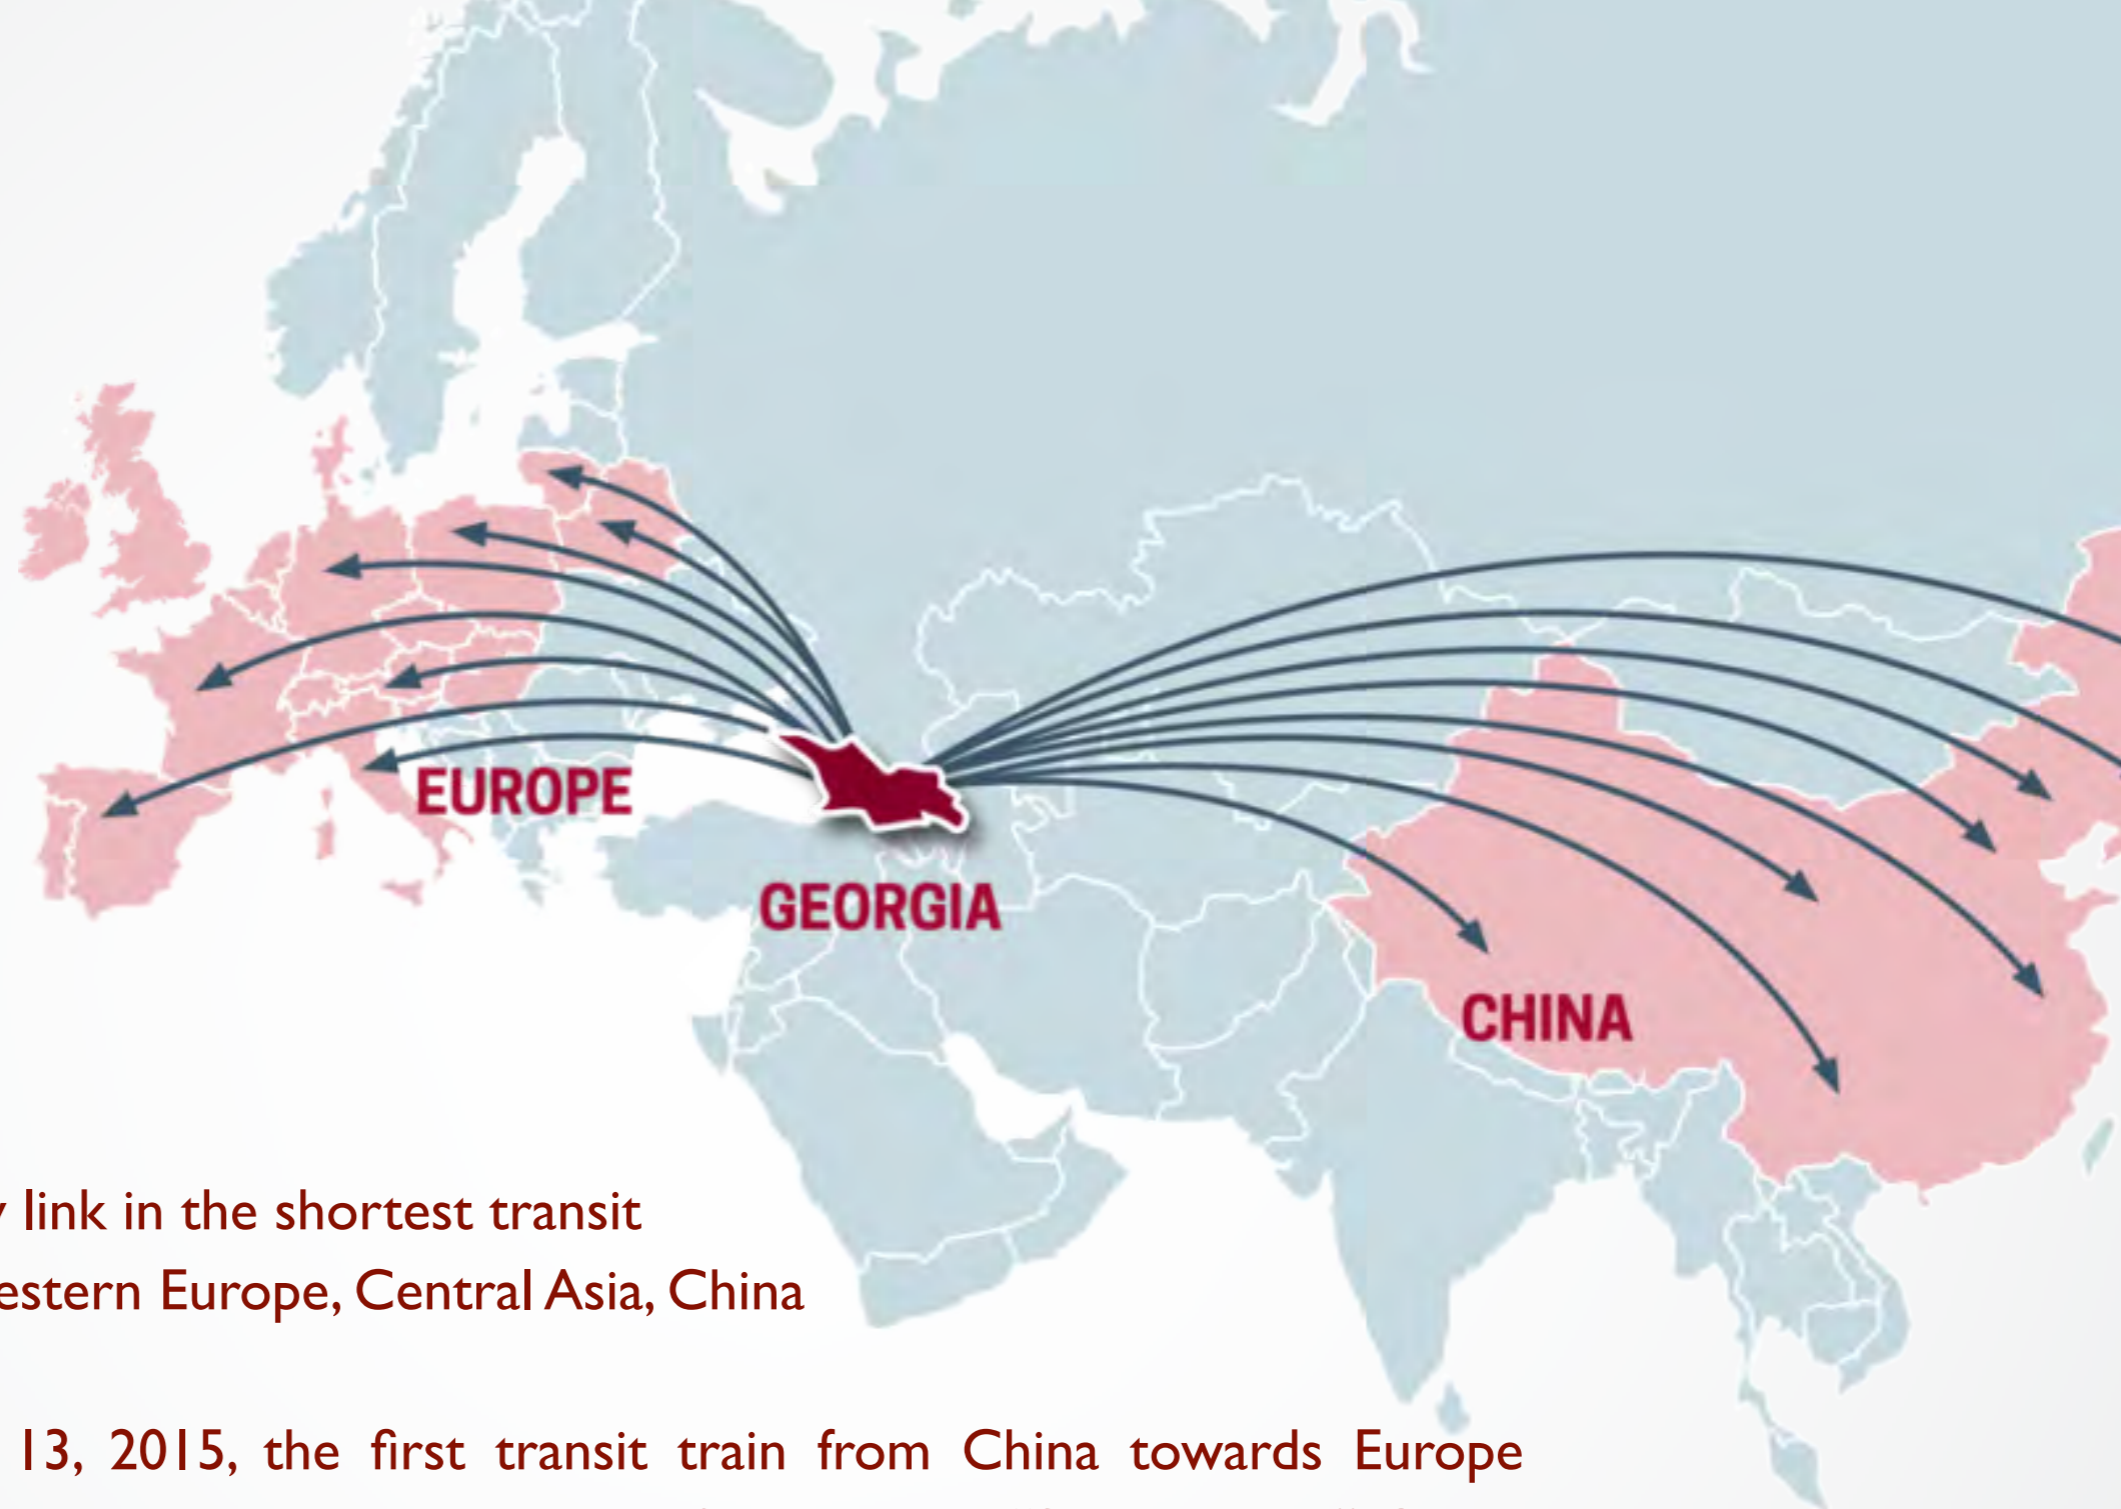 EUROPE
GEORGIA
CHINA
link in the shortest transit
Europe, Central Asia, China
13, 2015, the first transit train from China towards Europe